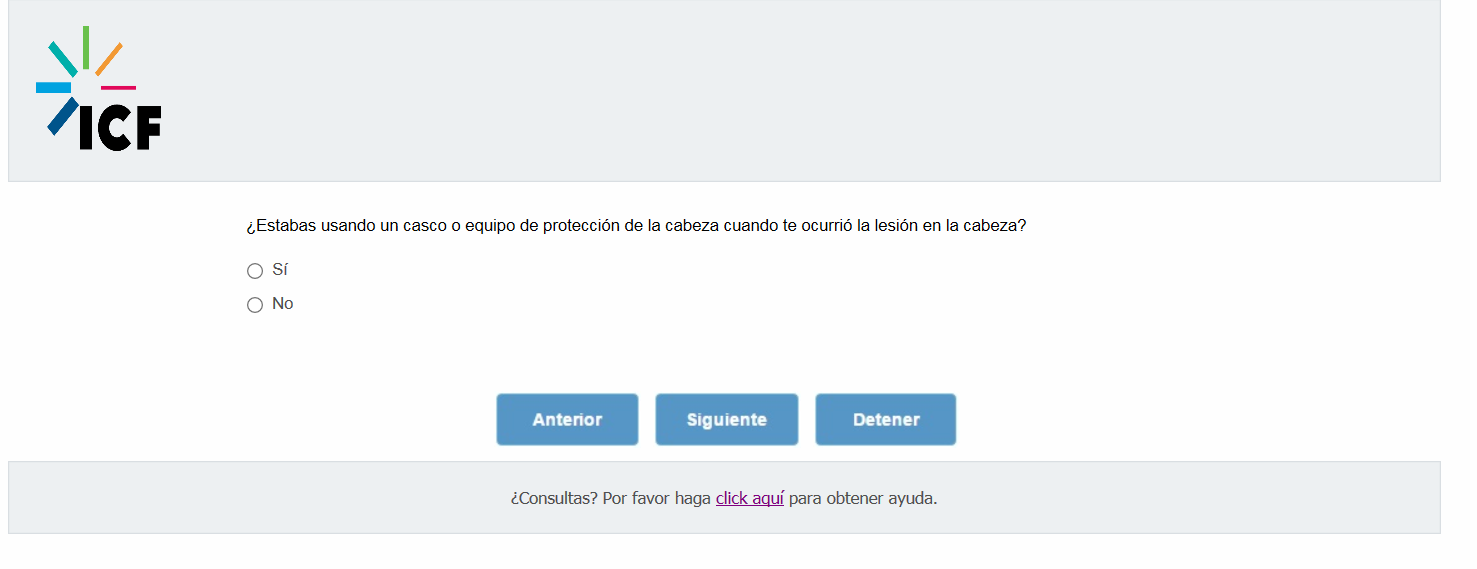 ICF
¿Estabas usando un casco o equipo de protección de la cabeza cuando te ocurrió la lesión en la cabeza?
Sí
No
Anterior
Siguiente
Detener
¿Consultas? Por favor haga click aquí para obtener ayuda.